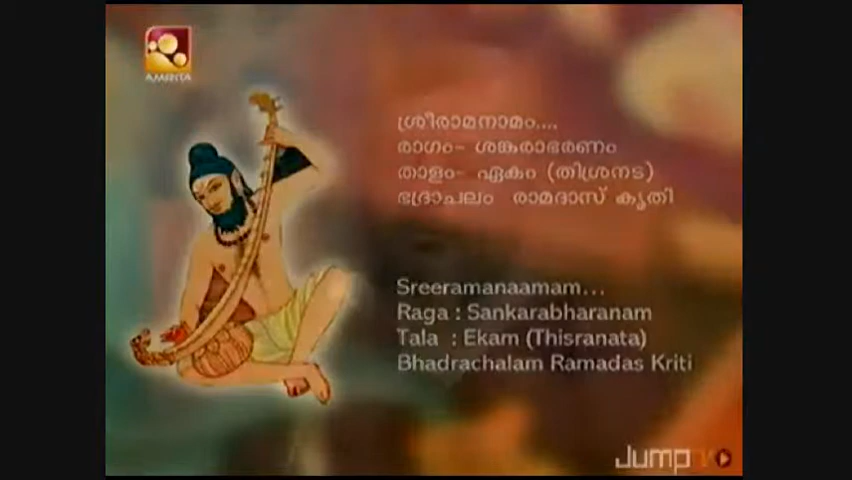 AMRITA
ശ്രീരാമനാമം....
രാഗം- ശങ്കരാഭരണം
താളം- ഏകം (തിശ്രനട)
ഭദ്രാചലം രാമദാസ് കൃതി
Sreeramanaamam...
Raga : Sankarabharanam
Tala : Ekam (Thisranata)
Bhadrachalam Ramadas Kriti
Jump